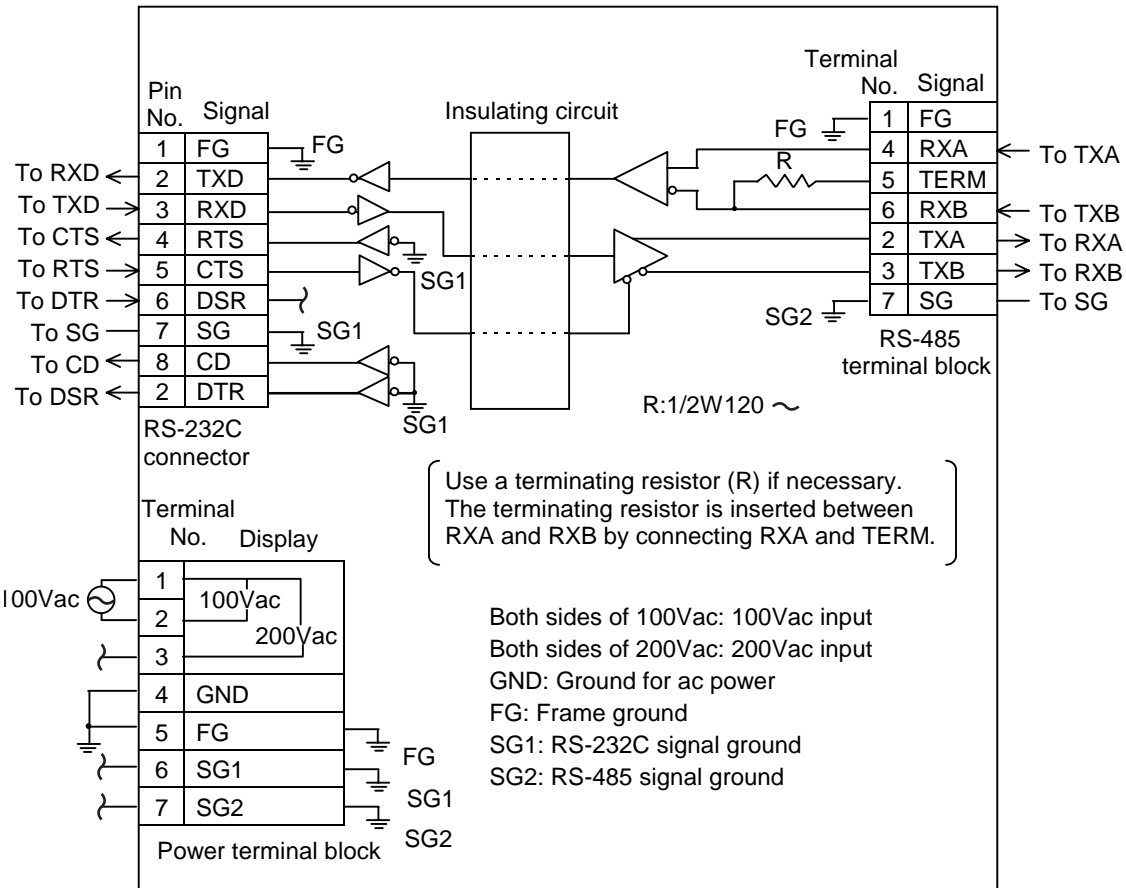 Pin
No. Signal
1 FG FG
To RXD 2 TXD
To TXD 3 RXD
To CTS 4 RTS
SG1
To RTS 5 CTS
To DTR 6 DSR
To SG 7 SG SG1
To CD 8 CD
To DSR 2 DTR
SG1
RS-232C
connector
Insulating circuit
Terminal
No. Signal
FG 1 FG
4 RXA To TXA
R
5 TERM
6 RXB To TXB
2 TXA To RXA
3 TXB To RXB
SG2 7 SG To SG
RS-485
terminal block
R:1/2W120 ~
Use a terminating resistor (R) if necessary.
The terminating resistor is inserted between
RXA and RXB by connecting RXA and TERM.
Terminal
No. Display
100Vac
1
2
3
100Vac
200Vac
4 GND
5 FG FG
6 SG1 SG1
7 SG2 SG2
Power terminal block
Both sides of 100Vac: 100Vac input
Both sides of 200Vac: 200Vac input
GND: Ground for ac power
FG: Frame ground
SG1: RS-232C signal ground
SG2: RS-485 signal ground